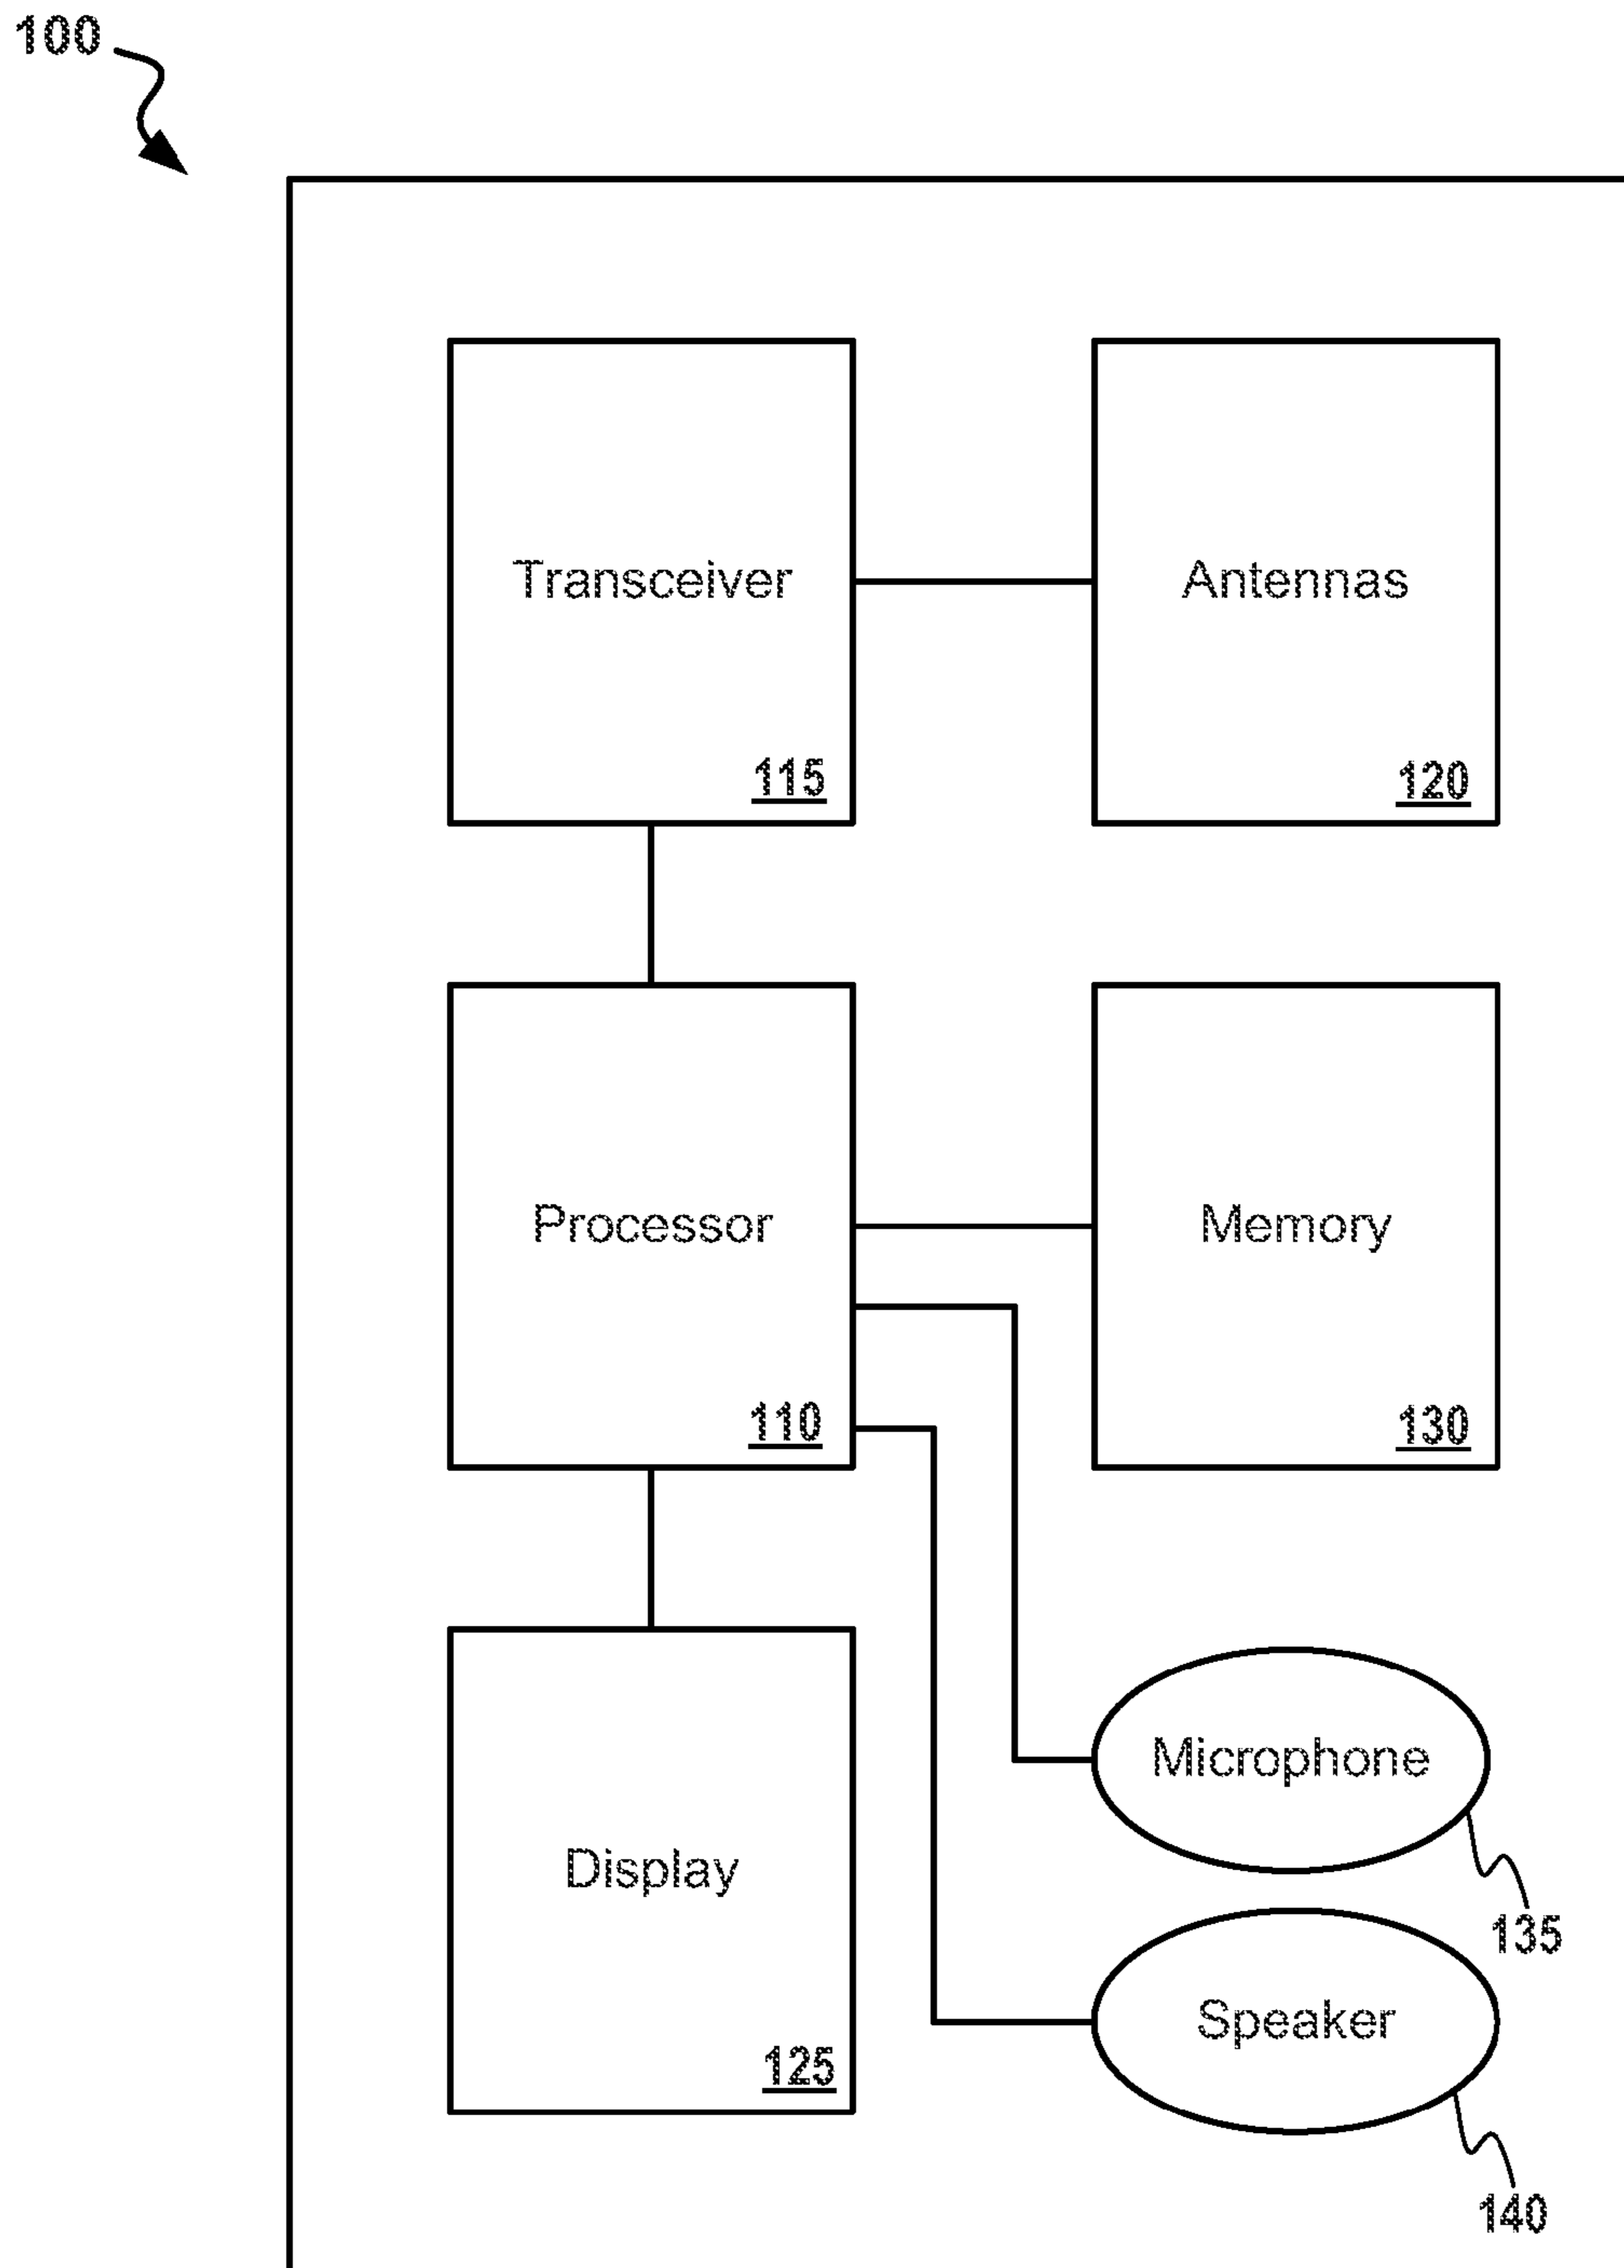 100
Transceiver
115
Antennas
120
Processor
110
Memory
130
Display
125
Microphone
135
Speaker
140